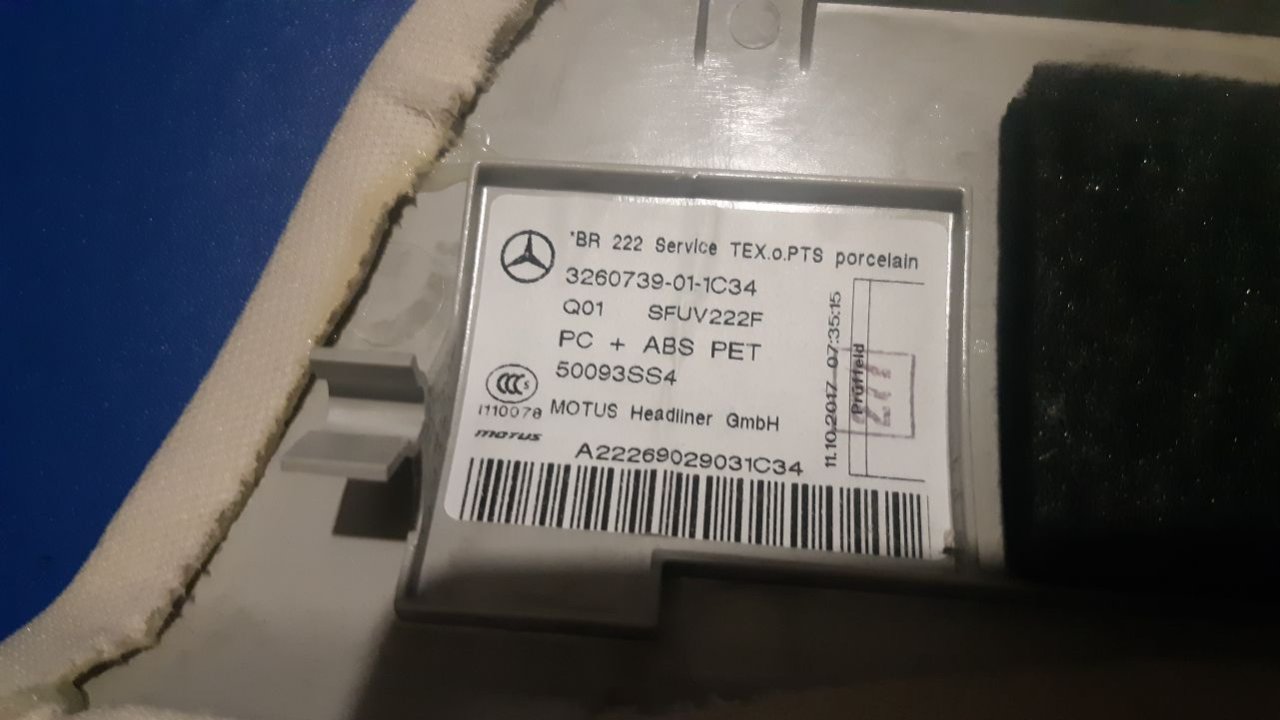 *BR 222 Service TEX.o.PTS porcelain
3260739-01-1C34
Q01 SFUV222F
PC + ABS PET
50093SS4
CCC S
I110078 MOTUS Headliner GmbH
MOTUS
A22269029031C34
11.10.2017 07:35:15
Prüffeld